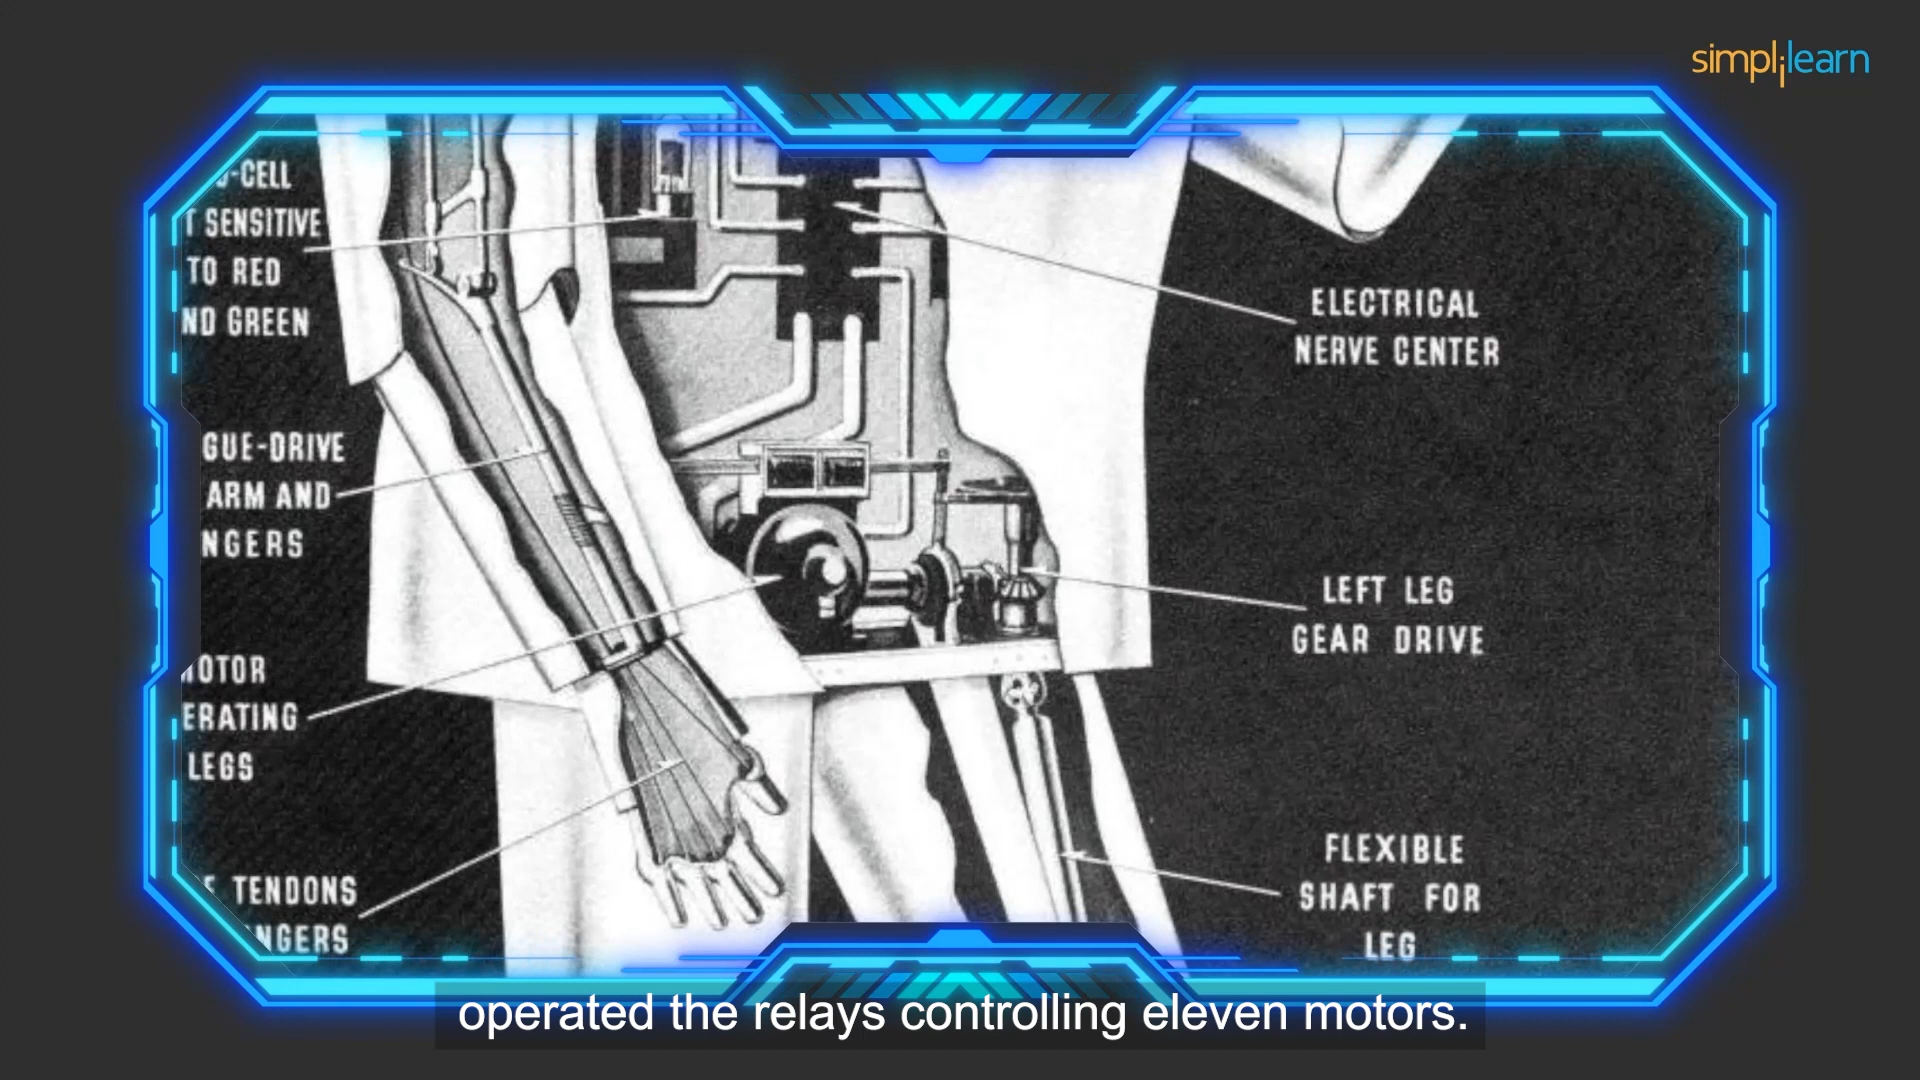 simplilearn
-CELL
T SENSITIVE
TO RED
ND GREEN
GUE-DRIVE
ARM AND
NGERS
OTOR
ERATING
LEGS
TENDONS
NGERS
ELECTRICAL
NERVE CENTER
LEFT LEG
GEAR DRIVE
FLEXIBLE
SHAFT FOR
LEG
operated the relays controlling eleven motors.